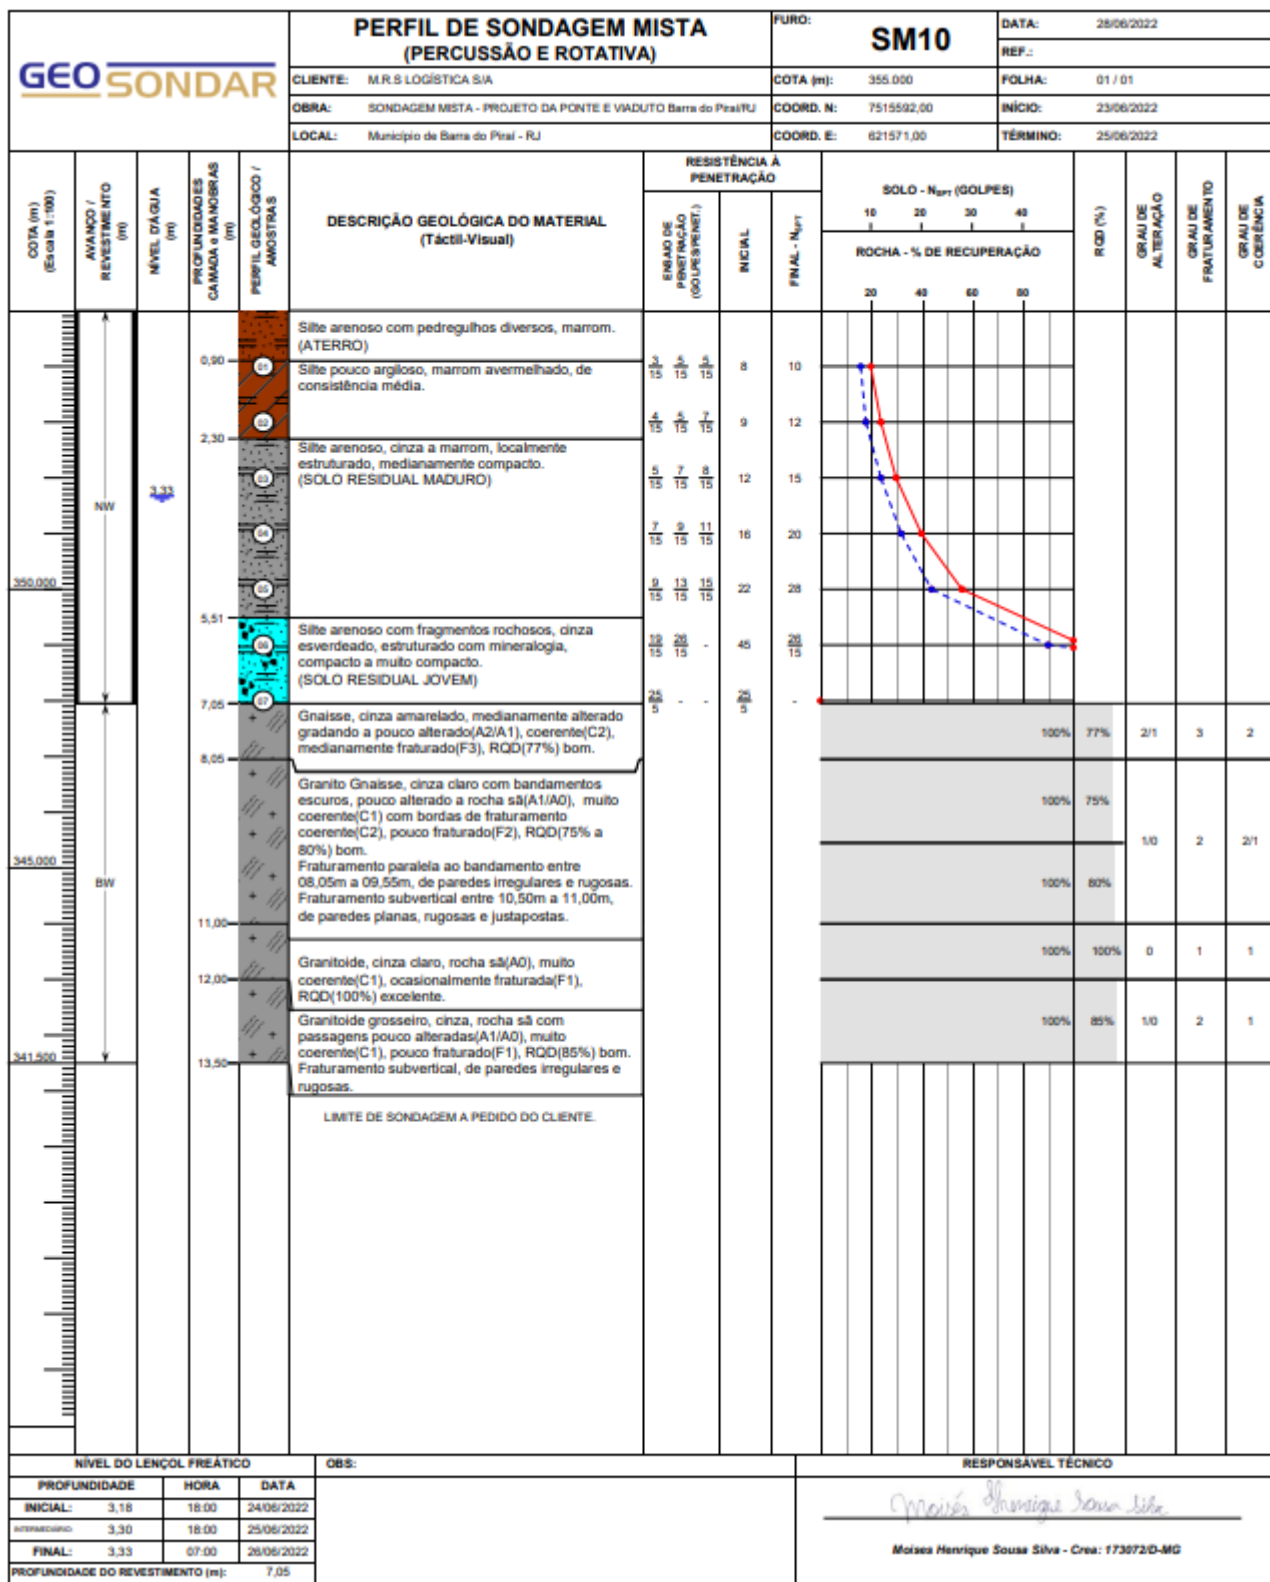 GEOSONDAR
PERFIL DE SONDAGEM MISTA
(PERCUSSÃO E ROTATIVA)
FURO:
SM10
DATA: 28/06/2022
REF.:
CLIENTE: M.R.S LOGÍSTICA S/A
COTA (m): 355.000
FOLHA: 01 / 01
OBRA: SONDAGEM MISTA - PROJETO DA PONTE E VIADUTO Barra do Piraí/RJ
COORD. N: 7515592,00
INÍCIO: 23/06/2022
LOCAL: Município de Barra do Piraí - RJ
COORD. E: 621571,00
TÉRMINO: 25/06/2022
COTA (m)
(Escala 1:100)
AVANÇO /
REVESTIMENTO
(m)
NIVEL D'ÁGUA
(m)
PROFUNDIDADES
CAMADA e MANOBRAS
(m)
PERFIL GEOLÓGICO /
AMOSTRAS
DESCRIÇÃO GEOLÓGICA DO MATERIAL
(Táctil-Visual)
RESISTÊNCIA À
PENETRAÇÃO
ENSAIO DE
PENETRAÇÃO
(GOLPES/PENET.)
INICIAL
FINAL - NSPT
SOLO - NSPT (GOLPES)
10 20 30 40
ROCHA - % DE RECUPERAÇÃO
20 40 60 80
RQD (%)
GRAU DE
ALTERAÇÃO
GRAU DE
FRATURAMENTO
GRAU DE
COERÊNCIA
Silte arenoso com pedregulhos diversos, marrom.
(ATERRO)
0,90
01
Silte pouco argiloso, marrom avermelhado, de
consistência média.
3/15 5/15 5/15 8 10
02
4/15 5/15 7/15 9 12
2,30
Silte arenoso, cinza a marrom, localmente
estruturado, medianamente compacto.
(SOLO RESIDUAL MADURO)
03
5/15 7/15 8/15 12 15
3,33
NW
04
7/15 9/15 11/15 16 20
350,000
05
9/15 13/15 15/15 22 28
5,51
Silte arenoso com fragmentos rochosos, cinza
esverdeado, estruturado com mineralogia,
compacto a muito compacto.
(SOLO RESIDUAL JOVEM)
06
19/15 26/15 - 45 26/15
07
25/5 - - 25/5 -
7,05
Gnaisse, cinza amarelado, medianamente alterado
gradando a pouco alterado(A2/A1), coerente(C2),
medianamente fraturado(F3), RQD(77%) bom.
100% 77% 2/1 3 2
8,05
Granito Gnaisse, cinza claro com bandamentos
escuros, pouco alterado a rocha sã(A1/A0), muito
coerente(C1) com bordas de fraturamento
coerente(C2), pouco fraturado(F2), RQD(75% a
80%) bom.
Fraturamento paralela ao bandamento entre
08,05m a 09,55m, de paredes irregulares e rugosas.
Fraturamento subvertical entre 10,50m a 11,00m,
de paredes planas, rugosas e justapostas.
100% 75%
1/0 2 2/1
100% 80%
345,000
BW
11,00
Granitoide, cinza claro, rocha sã(A0), muito
coerente(C1), ocasionalmente fraturada(F1),
RQD(100%) excelente.
100% 100% 0 1 1
12,00
Granitoide grosseiro, cinza, rocha sã com
passagens pouco alteradas(A1/A0), muito
coerente(C1), pouco fraturado(F1), RQD(85%) bom.
Fraturamento subvertical, de paredes irregulares e
rugosas.
100% 85% 1/0 2 1
341,500
13,50
LIMITE DE SONDAGEM A PEDIDO DO CLIENTE.
NÍVEL DO LENÇOL FREÁTICO
PROFUNDIDADE HORA DATA
INICIAL: 3,18 18:00 24/06/2022
INTERMEDIÁRIO: 3,30 18:00 25/06/2022
FINAL: 3,33 07:00 26/06/2022
PROFUNDIDADE DO REVESTIMENTO (m): 7,05
OBS:
RESPONSÁVEL TÉCNICO
Moisés Henrique Sousa Silva
Moises Henrique Sousa Silva - Crea: 173072/D-MG